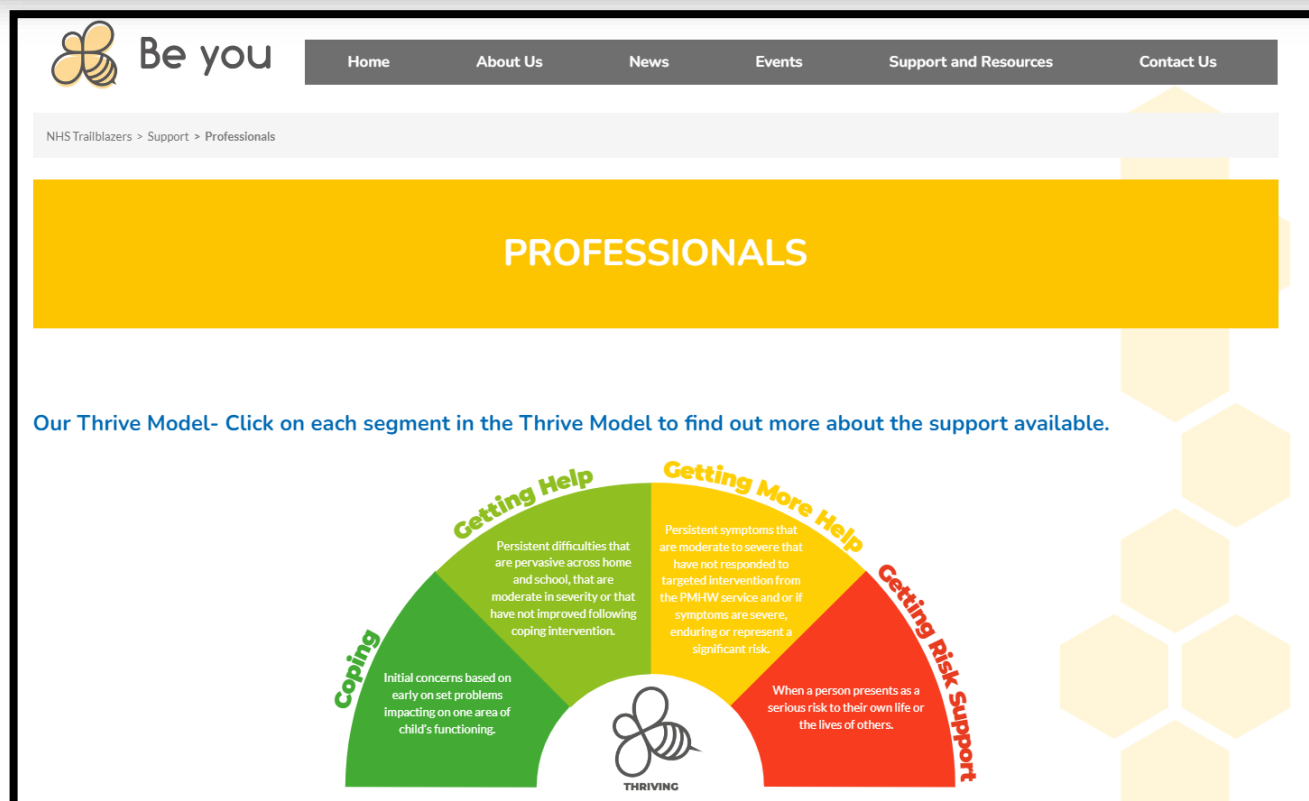 Be you
Home About Us News Events Support and Resources Contact Us
NHS Trailblazers > Support > Professionals
PROFESSIONALS
Our Thrive Model- Click on each segment in the Thrive Model to find out more about the support available.
Coping
Initial concerns based on
early on set problems
impacting on one area of
child's functioning.
Getting Help
Persistent difficulties that
are pervasive across home
and school, that are
moderate in severity or that
have not improved following
coping intervention.
Getting More Help
Persistent symptoms that
are moderate to severe that
have not responded to
targeted intervention from
the PMHW service and or if
symptoms are severe,
enduring or represent a
significant risk.
Getting Risk Support
When a person presents as a
serious risk to their own life or
the lives of others.
THRIVING